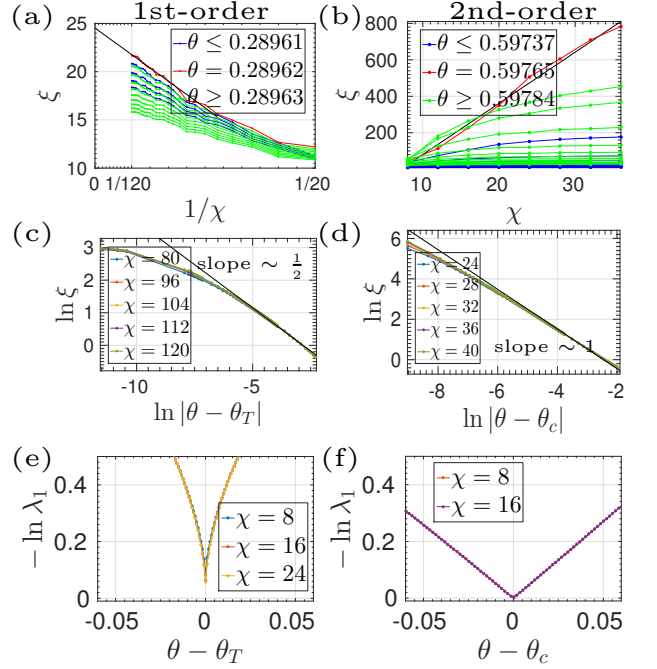 1st-order
2nd-order
(a)
ξ
25
20
15
10
θ ≤ 0.28961
θ = 0.28962
θ ≥ 0.28963
0 1/120 1/20
1/χ
(b)
ξ
800
600
400
200
θ ≤ 0.59737
θ = 0.59765
θ ≥ 0.59784
10 20 30
χ
(c)
ln ξ
3
2
1
0
χ = 80
χ = 96
χ = 104
χ = 112
χ = 120
slope ∼ 1/2
-10 -5
ln |θ − θ_T|
(d)
ln ξ
6
4
2
0
χ = 24
χ = 28
χ = 32
χ = 36
χ = 40
slope ∼ 1
-8 -6 -4 -2
ln |θ − θ_c|
(e)
− ln λ₁
0.4
0.2
0
χ = 8
χ = 16
χ = 24
-0.05 0 0.05
θ − θ_T
(f)
− ln λ₁
0.4
0.2
0
χ = 8
χ = 16
-0.05 0 0.05
θ − θ_c